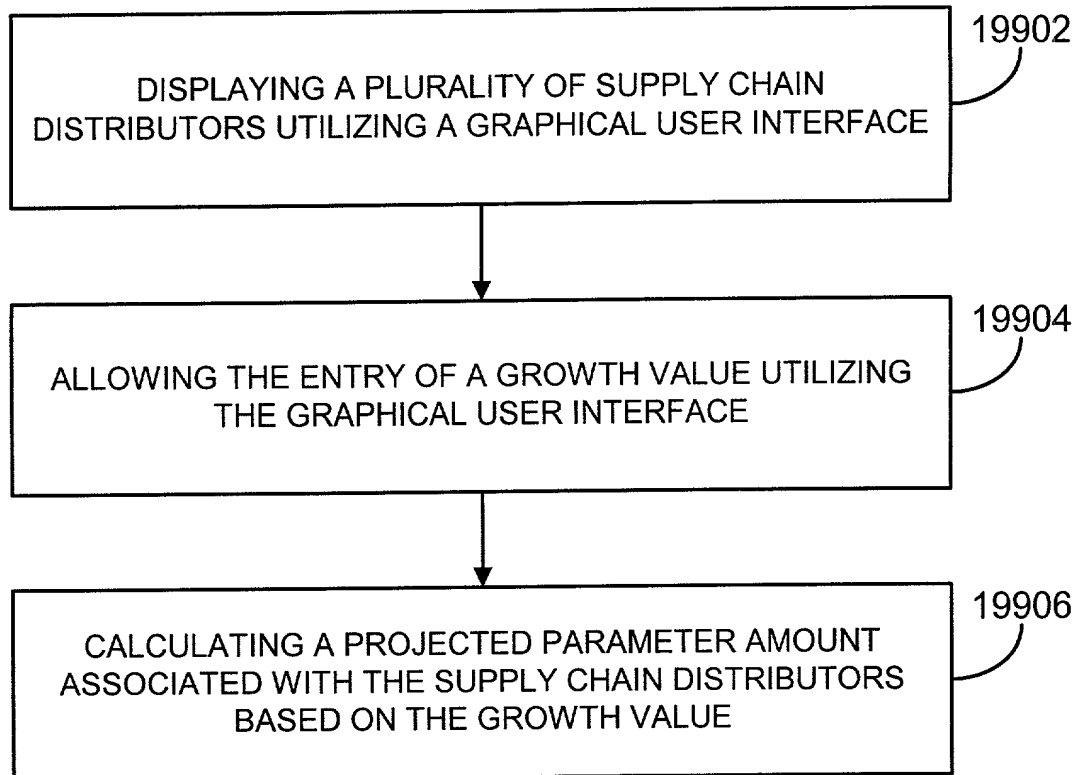 19902
DISPLAYING A PLURALITY OF SUPPLY CHAIN
DISTRIBUTORS UTILIZING A GRAPHICAL USER INTERFACE
19904
ALLOWING THE ENTRY OF A GROWTH VALUE UTILIZING
THE GRAPHICAL USER INTERFACE
19906
CALCULATING A PROJECTED PARAMETER AMOUNT
ASSOCIATED WITH THE SUPPLY CHAIN DISTRIBUTORS
BASED ON THE GROWTH VALUE